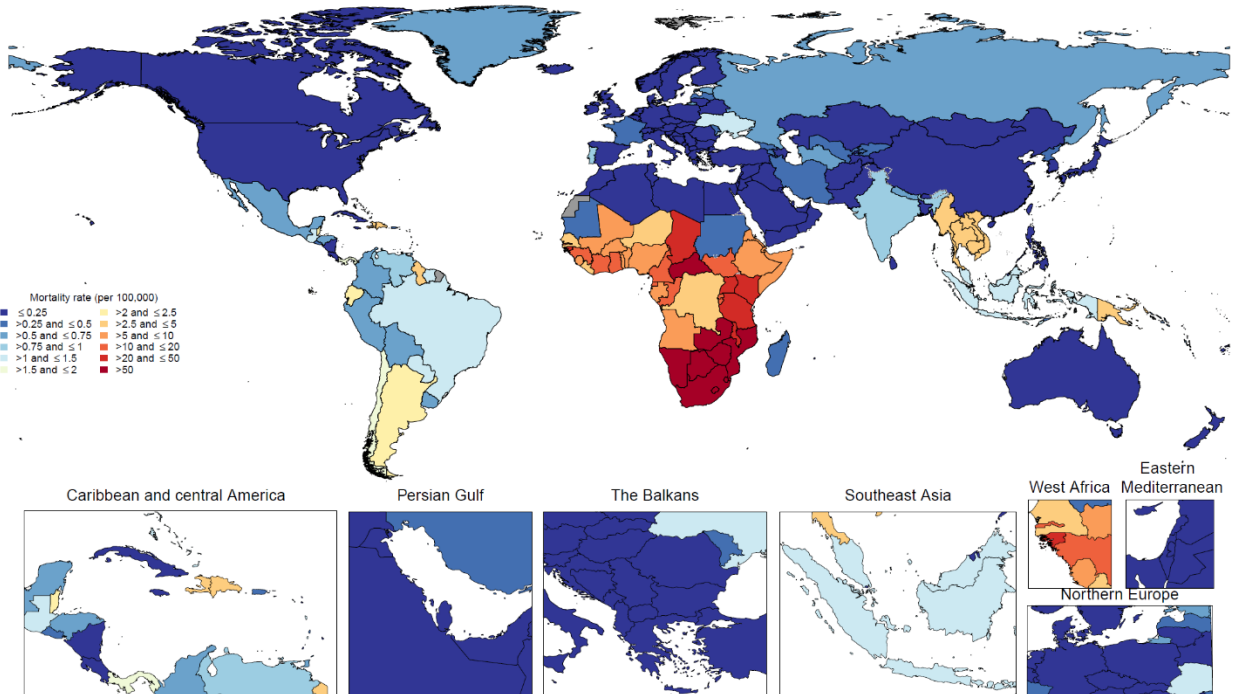 Mortality rate (per 100,000)
≤ 0.25
>0.25 and ≤ 0.5
>0.5 and ≤ 0.75
>0.75 and ≤ 1
>1 and ≤ 1.5
>1.5 and ≤ 2
>2 and ≤ 2.5
>2.5 and ≤ 5
>5 and ≤ 10
>10 and ≤ 20
>20 and ≤ 50
>50
Caribbean and central America
Persian Gulf
The Balkans
Southeast Asia
West Africa
Eastern
Mediterranean
Northern Europe